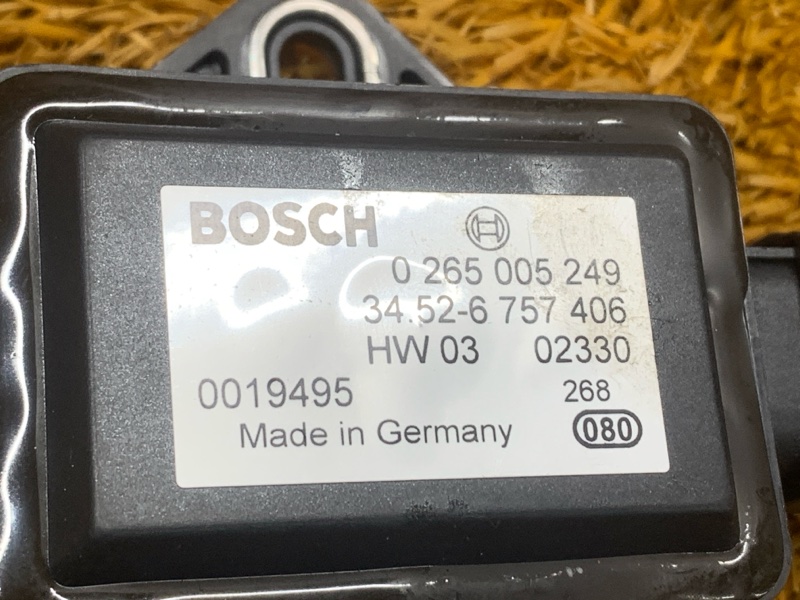 BOSCH
0 265 005 249
34.52-6 757 406
HW 03 02330
0019495 268
Made in Germany 080